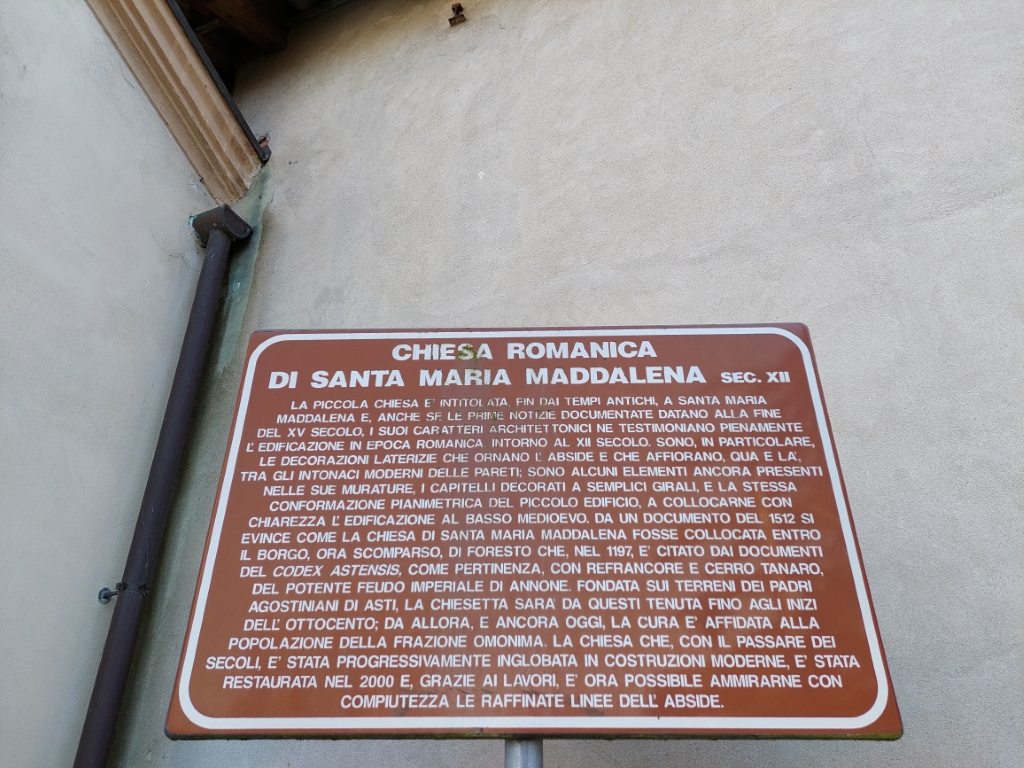 CHIESA ROMANICA
DI SANTA MARIA MADDALENA SEC. XII
LA PICCOLA CHIESA E' INTITOLATA, FIN DAI TEMPI ANTICHI, A SANTA MARIA
MADDALENA E, ANCHE SE LE PRIME NOTIZIE DOCUMENTATE DATANO ALLA FINE
DEL XV SECOLO, I SUOI CARATTERI ARCHITETTONICI NE TESTIMONIANO PIENAMENTE
L' EDIFICAZIONE IN EPOCA ROMANICA, INTORNO AL XII SECOLO. SONO, IN PARTICOLARE,
LE DECORAZIONI LATERIZIE CHE ORNANO L' ABSIDE E CHE AFFIORANO, QUA E LA',
TRA GLI INTONACI MODERNI DELLE PARETI; SONO ALCUNI ELEMENTI ANCORA PRESENTI
NELLE SUE MURATURE, I CAPITELLI DECORATI A SEMPLICI GIRALI, E LA STESSA
CONFORMAZIONE PIANIMETRICA DEL PICCOLO EDIFICIO, A COLLOCARNE CON
CHIAREZZA L' EDIFICAZIONE AL BASSO MEDIOEVO. DA UN DOCUMENTO DEL 1512 SI
EVINCE COME LA CHIESA DI SANTA MARIA MADDALENA FOSSE COLLOCATA ENTRO
IL BORGO, ORA SCOMPARSO, DI FORESTO CHE, NEL 1197, E' CITATO DAI DOCUMENTI
DEL CODEX ASTENSIS, COME PERTINENZA, CON REFRANCORE E CERRO TANARO,
DEL POTENTE FEUDO IMPERIALE DI ANNONE. FONDATA SUI TERRENI DEI PADRI
AGOSTINIANI DI ASTI, LA CHIESETTA SARA' DA QUESTI TENUTA FINO AGLI INIZI
DELL' OTTOCENTO; DA ALLORA, E ANCORA OGGI, LA CURA E' AFFIDATA ALLA
POPOLAZIONE DELLA FRAZIONE OMONIMA. LA CHIESA CHE, CON IL PASSARE DEI
SECOLI, E' STATA PROGRESSIVAMENTE INGLOBATA IN COSTRUZIONI MODERNE, E' STATA
RESTAURATA NEL 2000 E, GRAZIE AI LAVORI, E' ORA POSSIBILE AMMIRARNE CON
COMPIUTEZZA LE RAFFINATE LINEE DELL' ABSIDE.